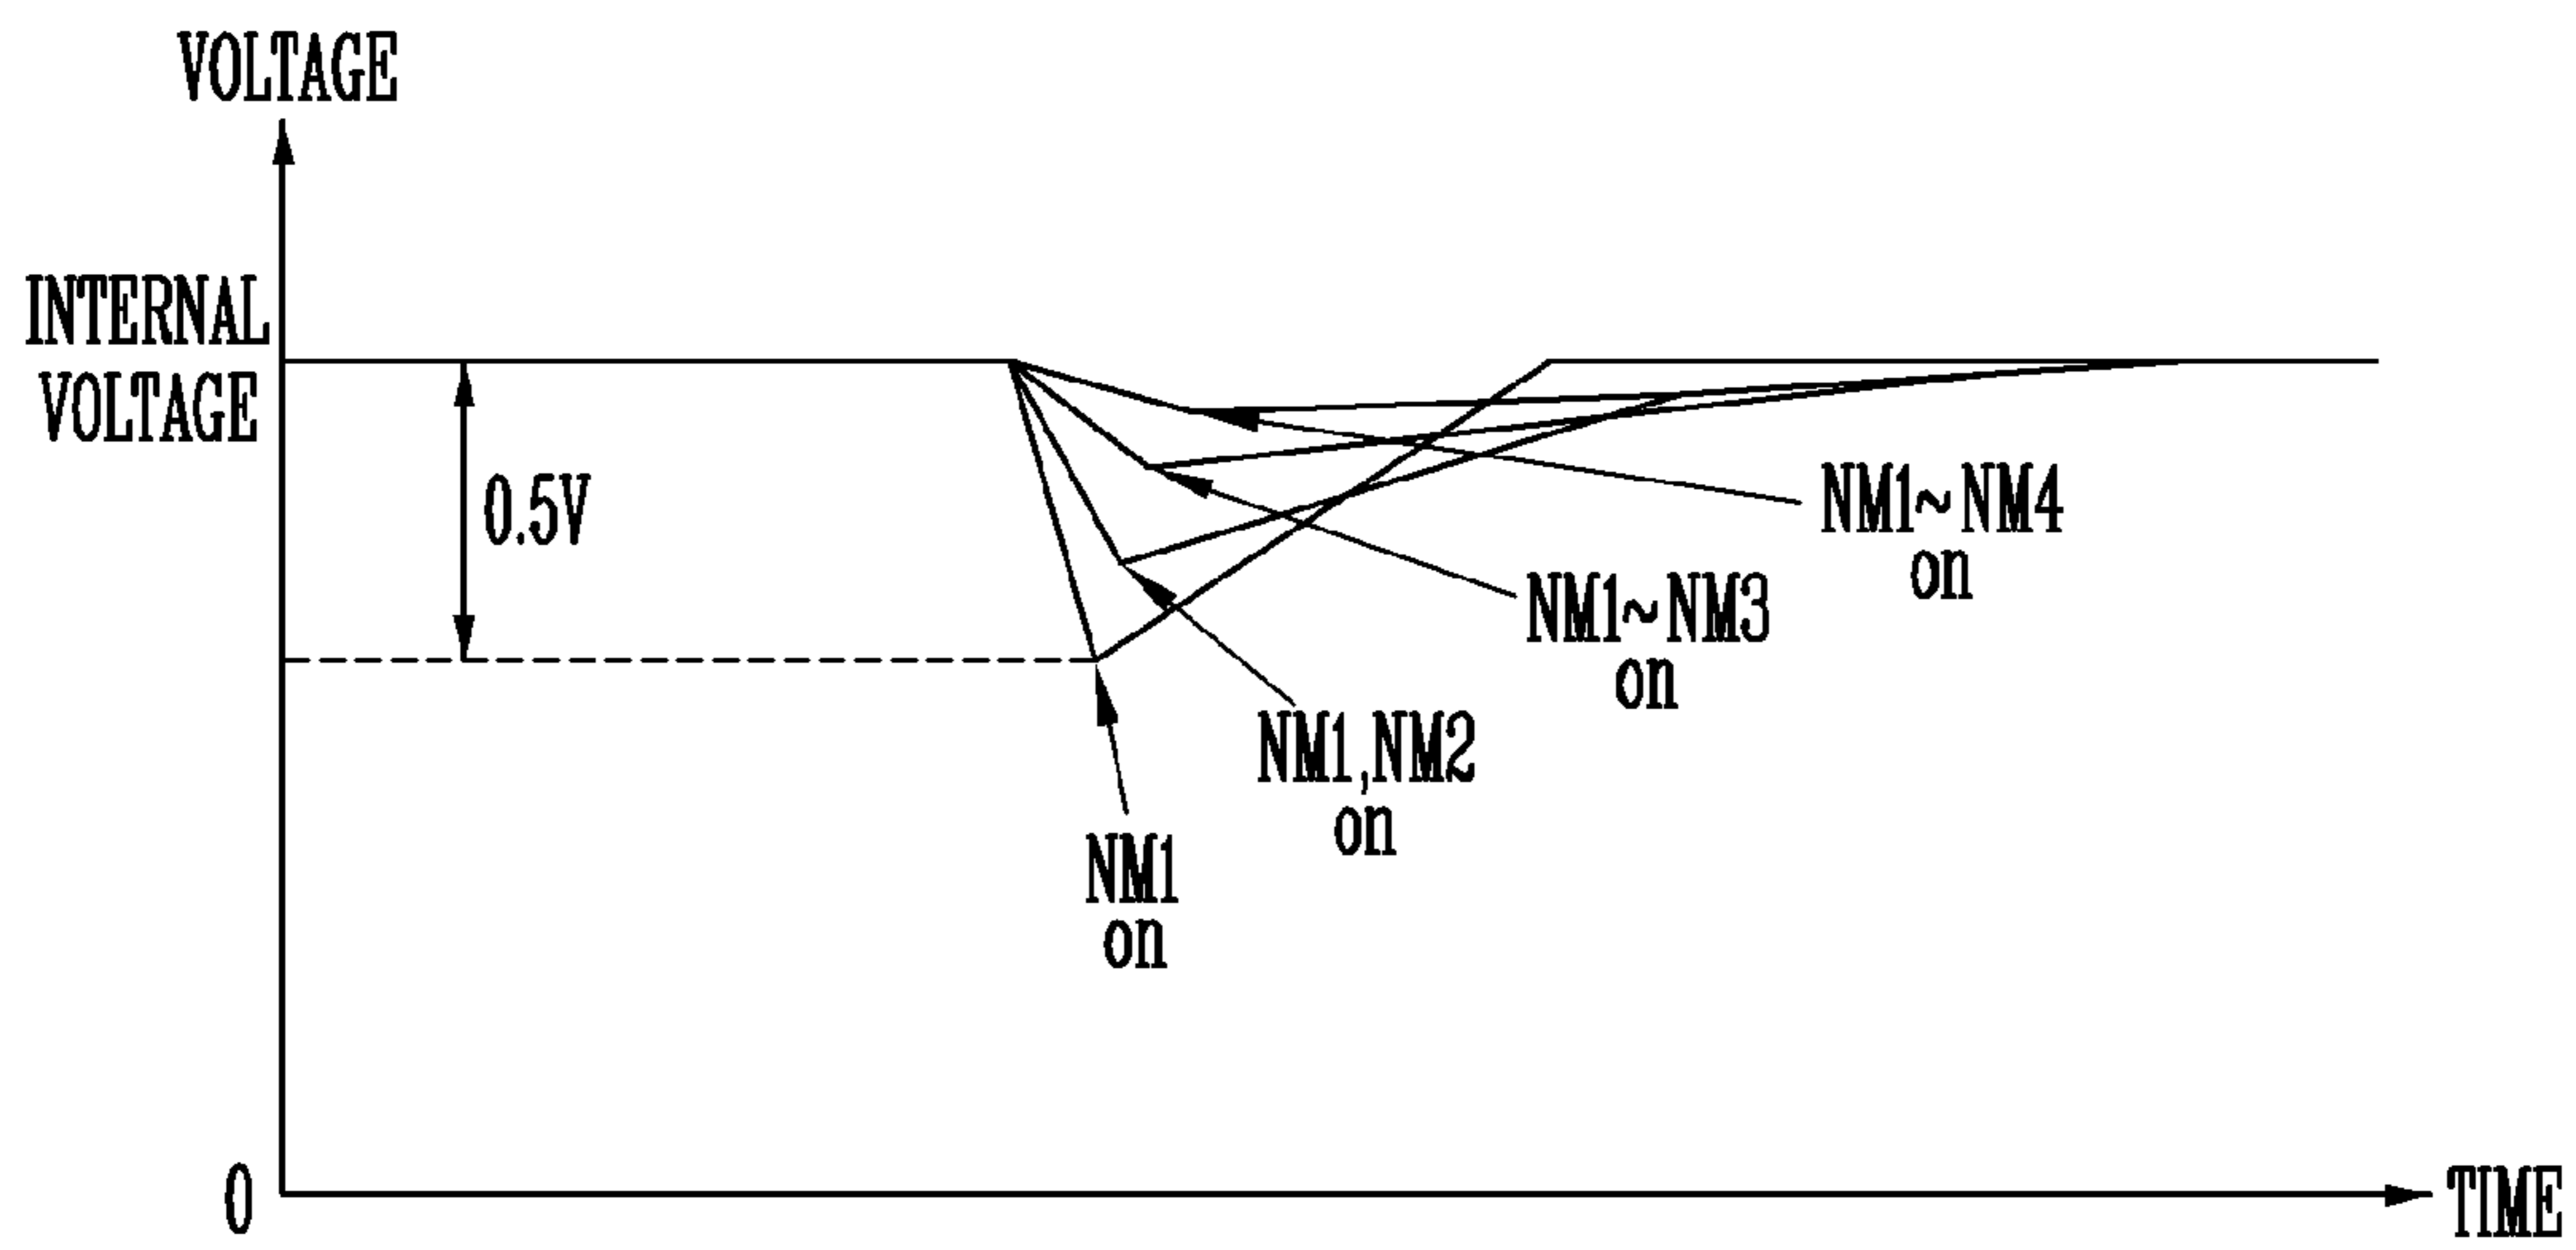 VOLTAGE
INTERNAL
VOLTAGE
0.5V
NM1~NM4
on
NM1~NM3
on
NM1,NM2
on
NM1
on
0
TIME